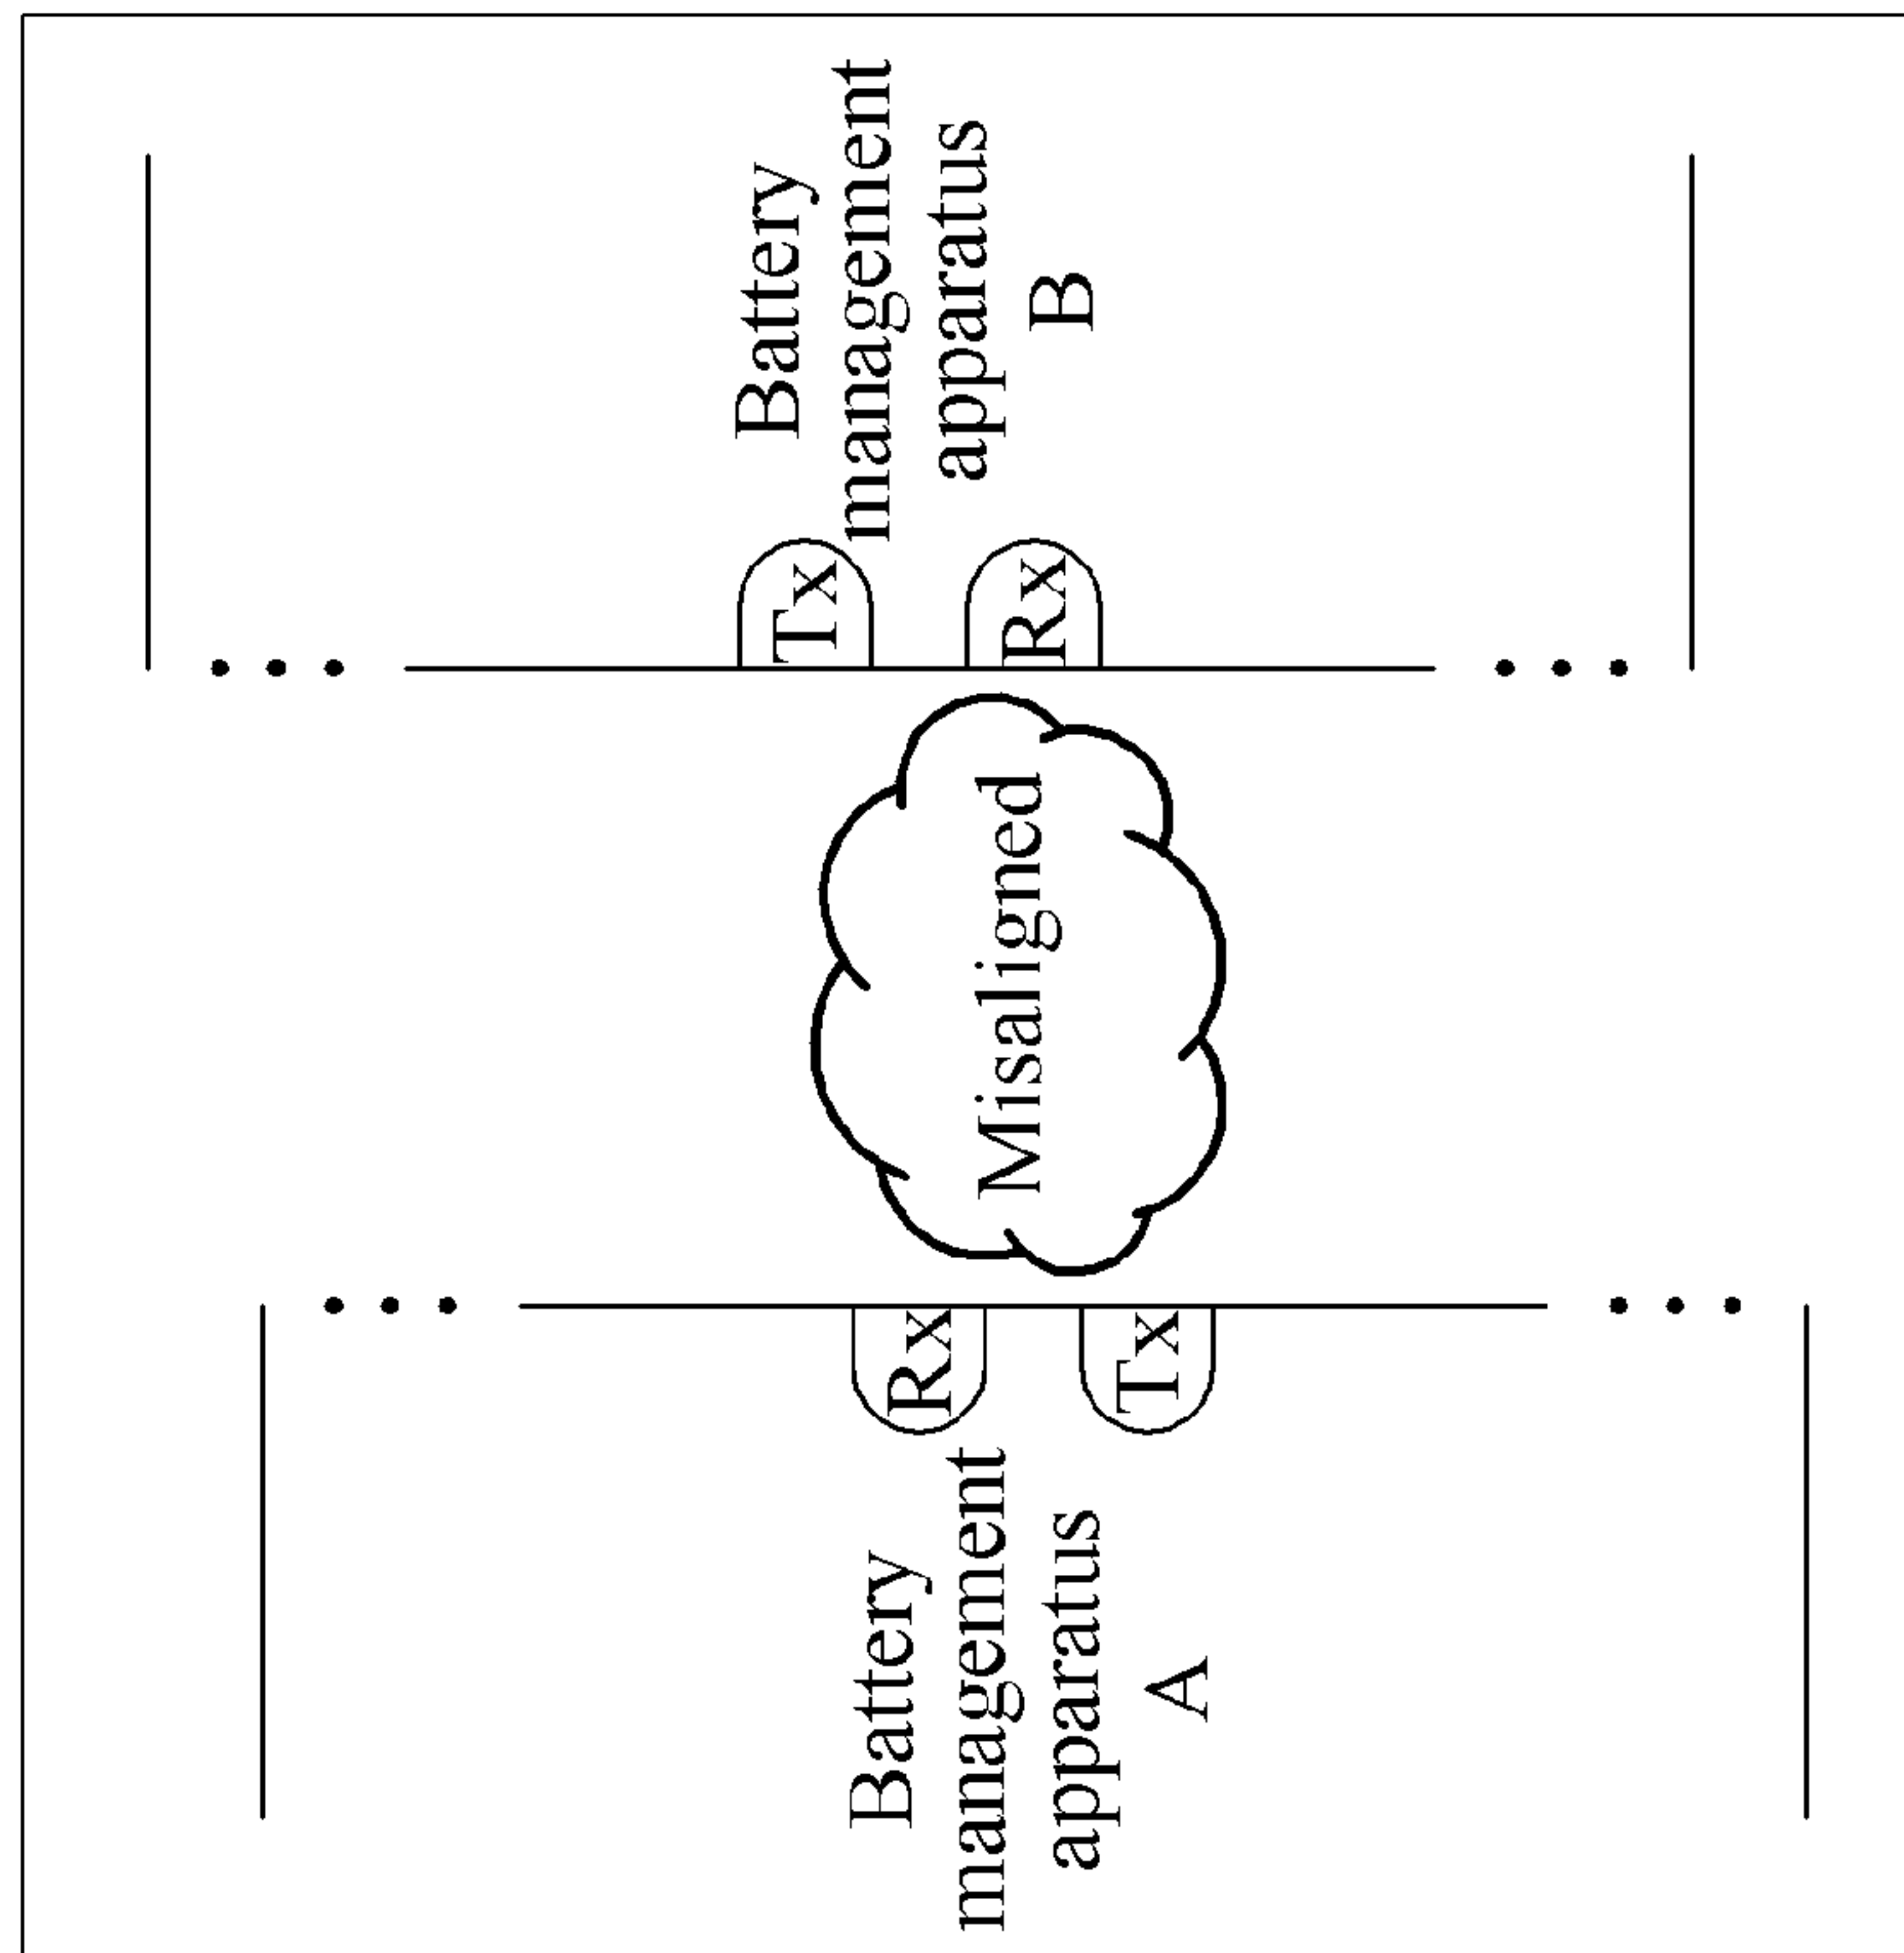 Battery
management
apparatus
A
Rx
Tx
Misaligned
Tx
Rx
Battery
management
apparatus
B